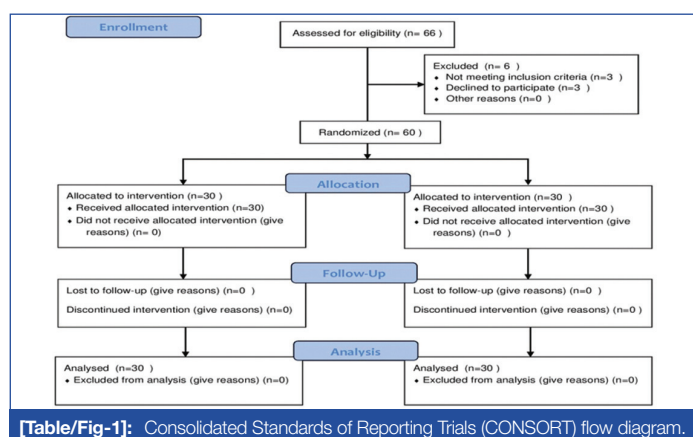 Enrollment
Assessed for eligibility (n= 66)
Excluded (n= 6 )
♦ Not meeting inclusion criteria (n=3 )
♦ Declined to participate (n=3 )
♦ Other reasons (n=0 )
Randomized (n= 60 )
Allocation
Allocated to intervention (n=30 )
♦ Received allocated intervention (n=30)
♦ Did not receive allocated intervention (give
reasons) (n= 0)
Allocated to intervention (n=30 )
♦ Received allocated intervention (n=30 )
♦ Did not receive allocated intervention (give
reasons) (n=0 )
Follow-Up
Lost to follow-up (give reasons) (n=0 )
Discontinued intervention (give reasons) (n=0)
Lost to follow-up (give reasons) (n=0 )
Discontinued intervention (give reasons) (n=0 )
Analysis
Analysed (n=30 )
♦ Excluded from analysis (give reasons) (n=0)
Analysed (n=30 )
♦ Excluded from analysis (give reasons) (n=0)
[Table/Fig-1]: Consolidated Standards of Reporting Trials (CONSORT) flow diagram.